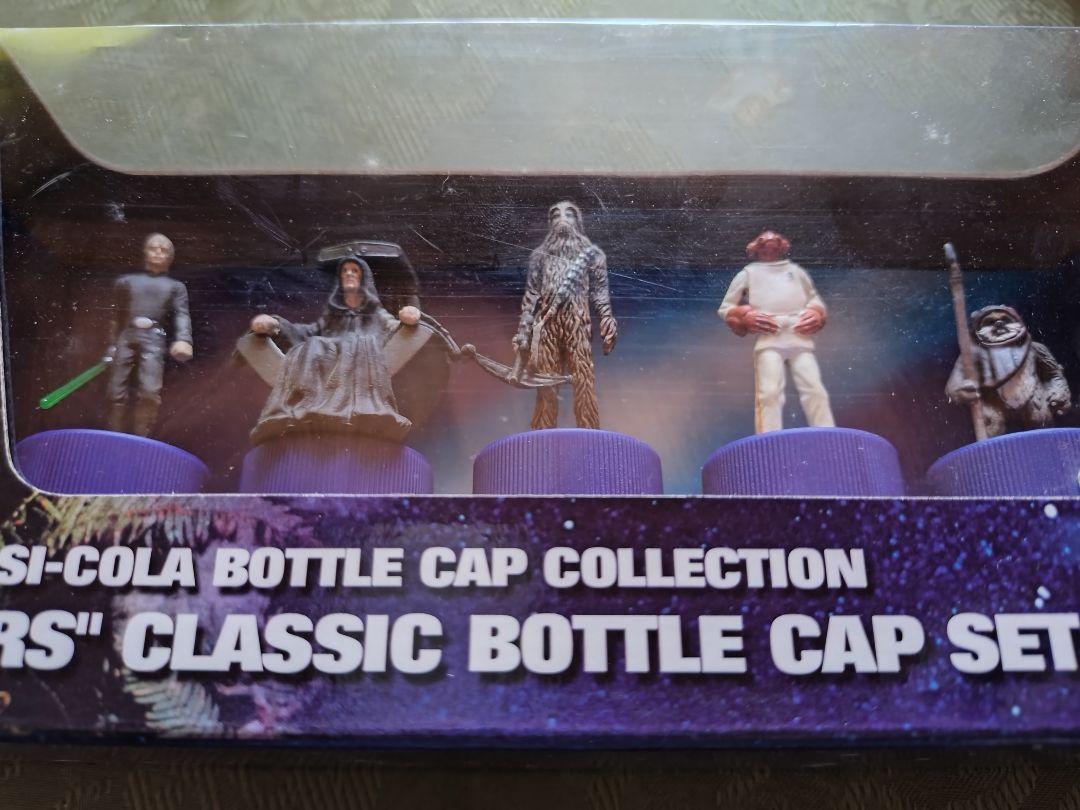 SI-COLA BOTTLE CAP COLLECTION
RS" CLASSIC BOTTLE CAP SET